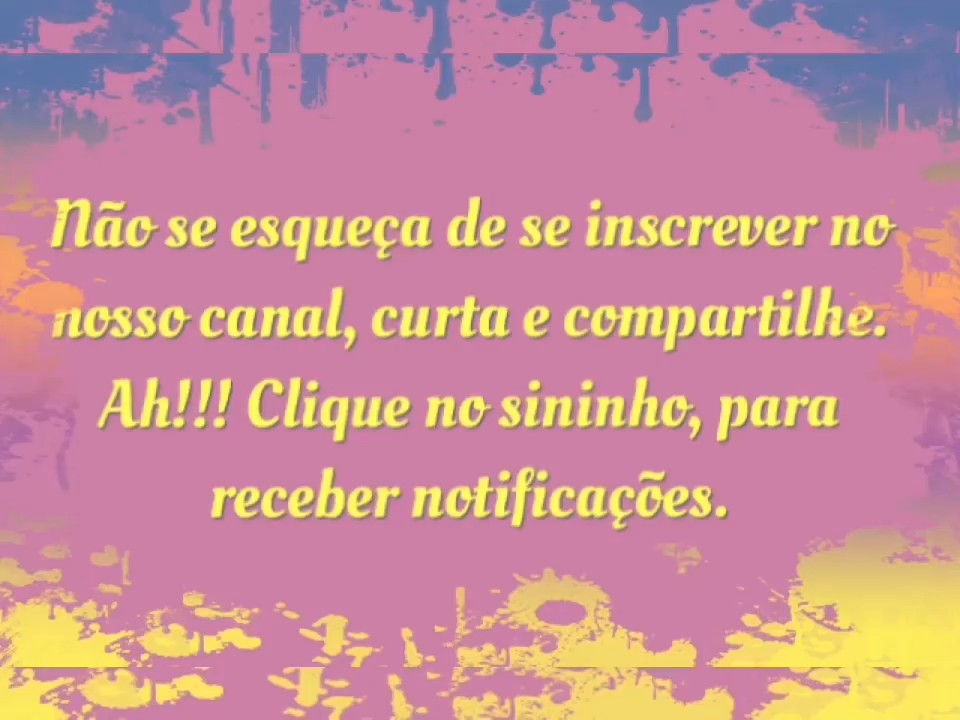 Não se esqueça de se inscrever no
nosso canal, curta e compartilhe.
Ah!!! Clique no sininho, para
receber notificações.